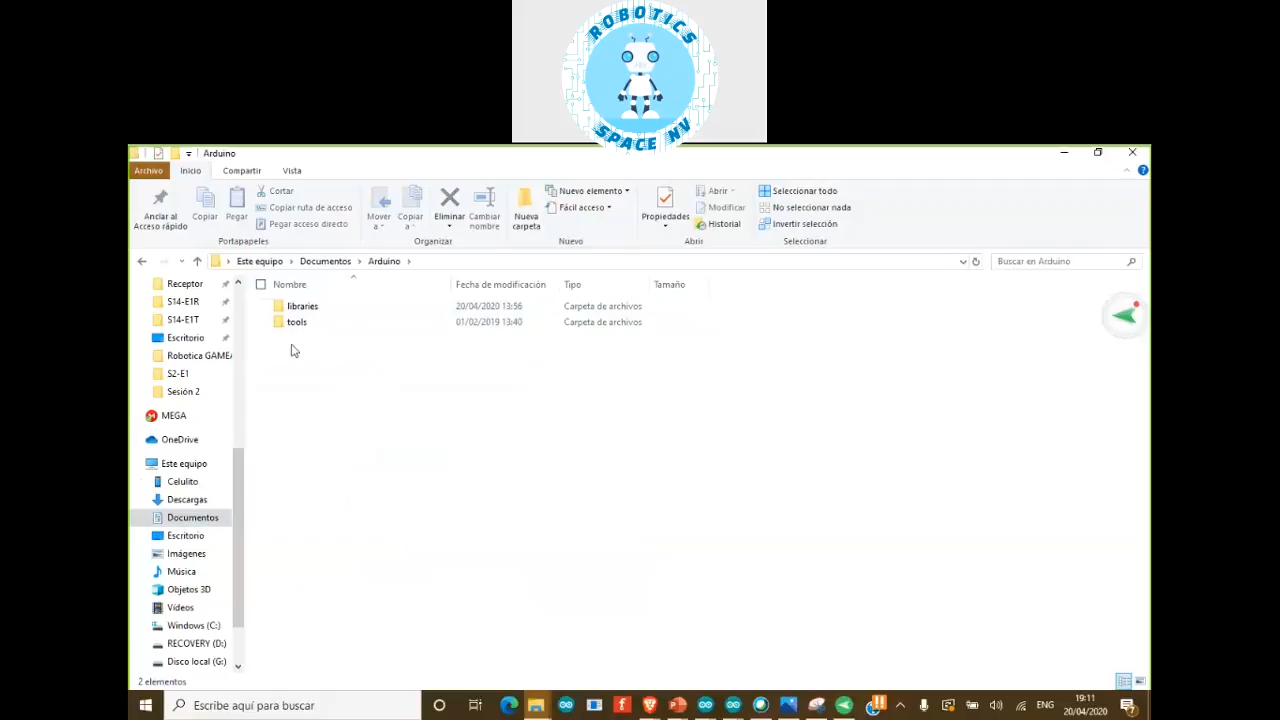 ROBOTICS
SPACE NV
Arduino
Archivo Inicio Compartir Vista
Anclar al Acceso rápido
Copiar
Pegar
Cortar
Copiar ruta de acceso
Pegar acceso directo
Portapapeles
Mover a
Copiar a
Eliminar
Cambiar nombre
Organizar
Nueva carpeta
Nuevo elemento
Fácil acceso
Nuevo
Propiedades
Abrir
Modificar
Historial
Abrir
Seleccionar todo
No seleccionar nada
Invertir selección
Seleccionar
Este equipo > Documentos > Arduino >
Buscar en Arduino
Nombre Fecha de modificación Tipo Tamaño
libraries 20/04/2020 13:56 Carpeta de archivos
tools 01/02/2019 13:40 Carpeta de archivos
Receptor
S14-E1R
S14-E1T
Escritorio
Robotica GAMEA
S2-E1
Sesión 2
MEGA
OneDrive
Este equipo
Celulito
Descargas
Documentos
Escritorio
Imágenes
Música
Objetos 3D
Vídeos
Windows (C:)
RECOVERY (D:)
Disco local (G:)
2 elementos
Escribe aquí para buscar
ENG
19:11
20/04/2020